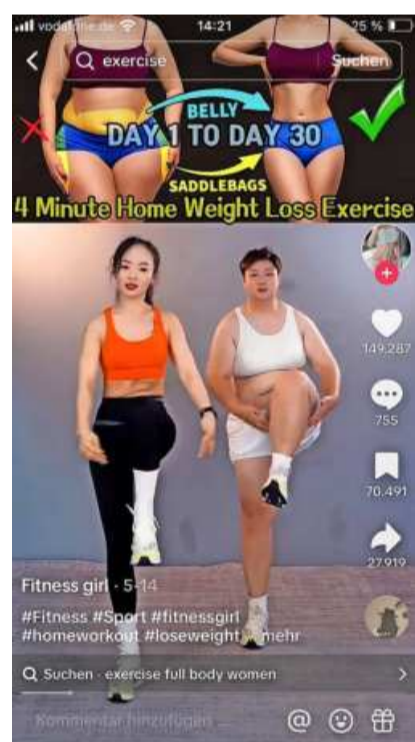 vodafone.de 14:21 25 %
exercise Suchen
BELLY
DAY 1 TO DAY 30
SADDLEBAGS
4 Minute Home Weight Loss Exercise
149.287
755
70.491
27.919
Fitness girl · 5-14
#Fitness #Sport #fitnessgirl
#homeworkout #loseweight mehr
Suchen · exercise full body women
Kommentar hinzufügen ...